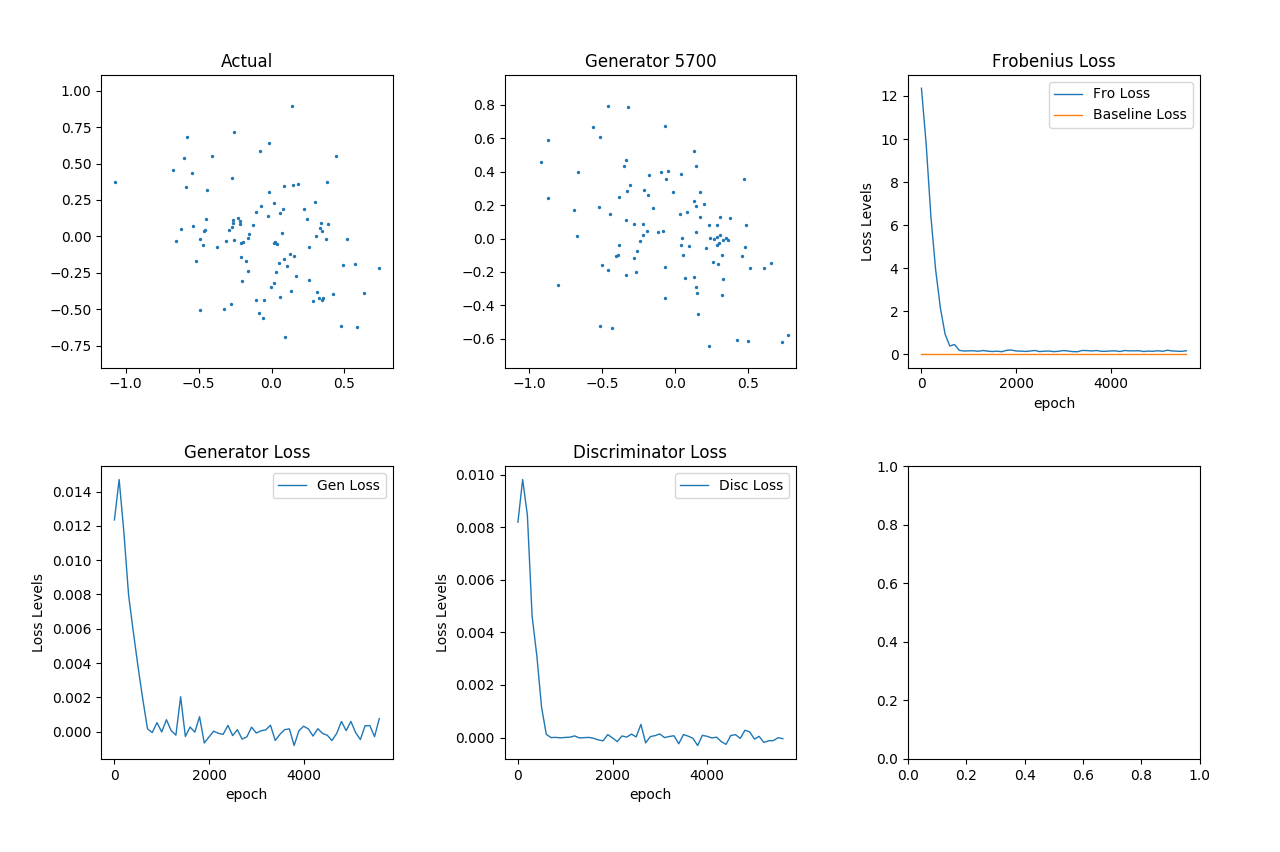 Actual
1.00
0.75
0.50
0.25
0.00
−0.25
−0.50
−0.75
−1.0 −0.5 0.0 0.5
Generator 5700
0.8
0.6
0.4
0.2
0.0
−0.2
−0.4
−0.6
−1.0 −0.5 0.0 0.5
Frobenius Loss
Fro Loss
Baseline Loss
Loss Levels
12
10
8
6
4
2
0
0 2000 4000
epoch
Generator Loss
Gen Loss
Loss Levels
0.014
0.012
0.010
0.008
0.006
0.004
0.002
0.000
0 2000 4000
epoch
Discriminator Loss
Disc Loss
Loss Levels
0.010
0.008
0.006
0.004
0.002
0.000
0 2000 4000
epoch
1.0
0.8
0.6
0.4
0.2
0.0
0.0 0.2 0.4 0.6 0.8 1.0